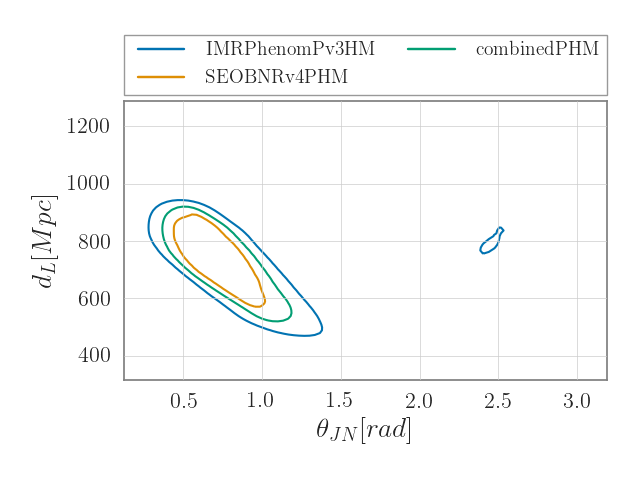 IMRPhenomPv3HM combinedPHM
SEOBNRv4PHM
1200
1000
800
600
400
d_L[Mpc]
0.5 1.0 1.5 2.0 2.5 3.0
θ_JN[rad]